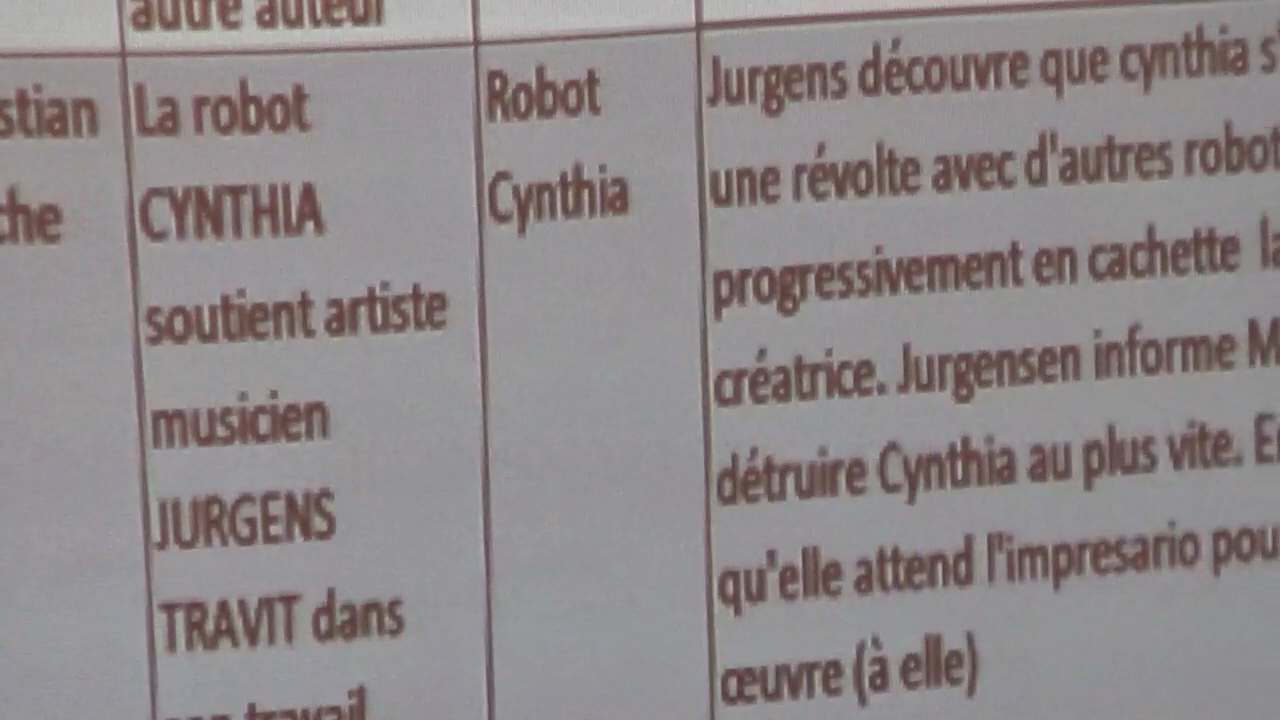 autre auteur
stian
che
La robot
CYNTHIA
soutient artiste
musicien
JURGENS
TRAVIT dans
travail
Robot
Cynthia
Jurgens découvre que cynthia s'
une révolte avec d'autres robot
progressivement en cachette la
créatrice. Jurgensen informe M
détruire Cynthia au plus vite. E
qu'elle attend l'impresario pou
œuvre (à elle)